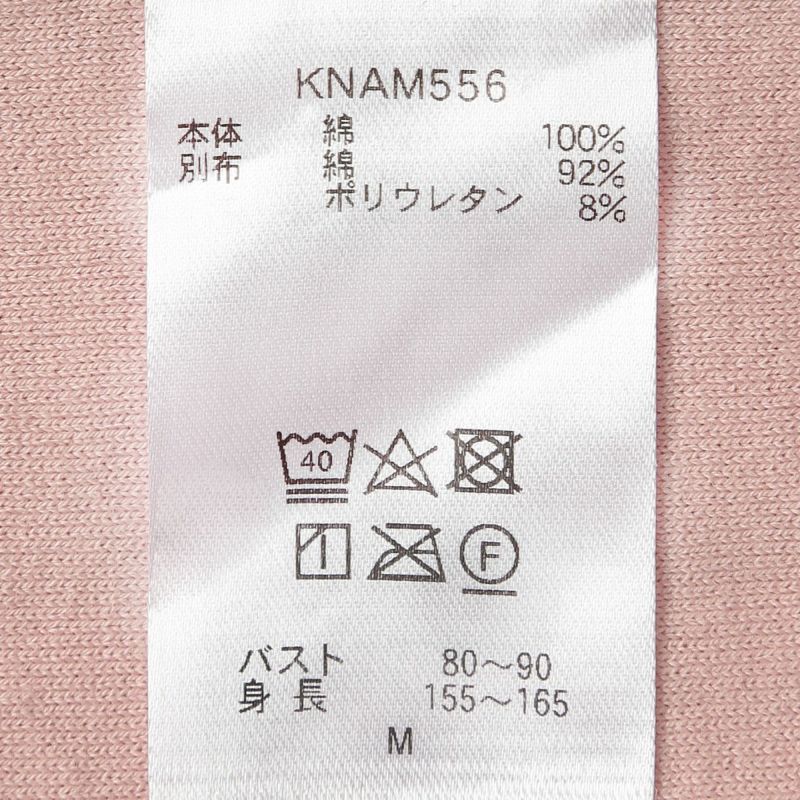 KNAM556
本体 綿 100%
別布 綿 92%
ポリウレタン 8%
40
F
バスト 80〜90
身長 155〜165
M